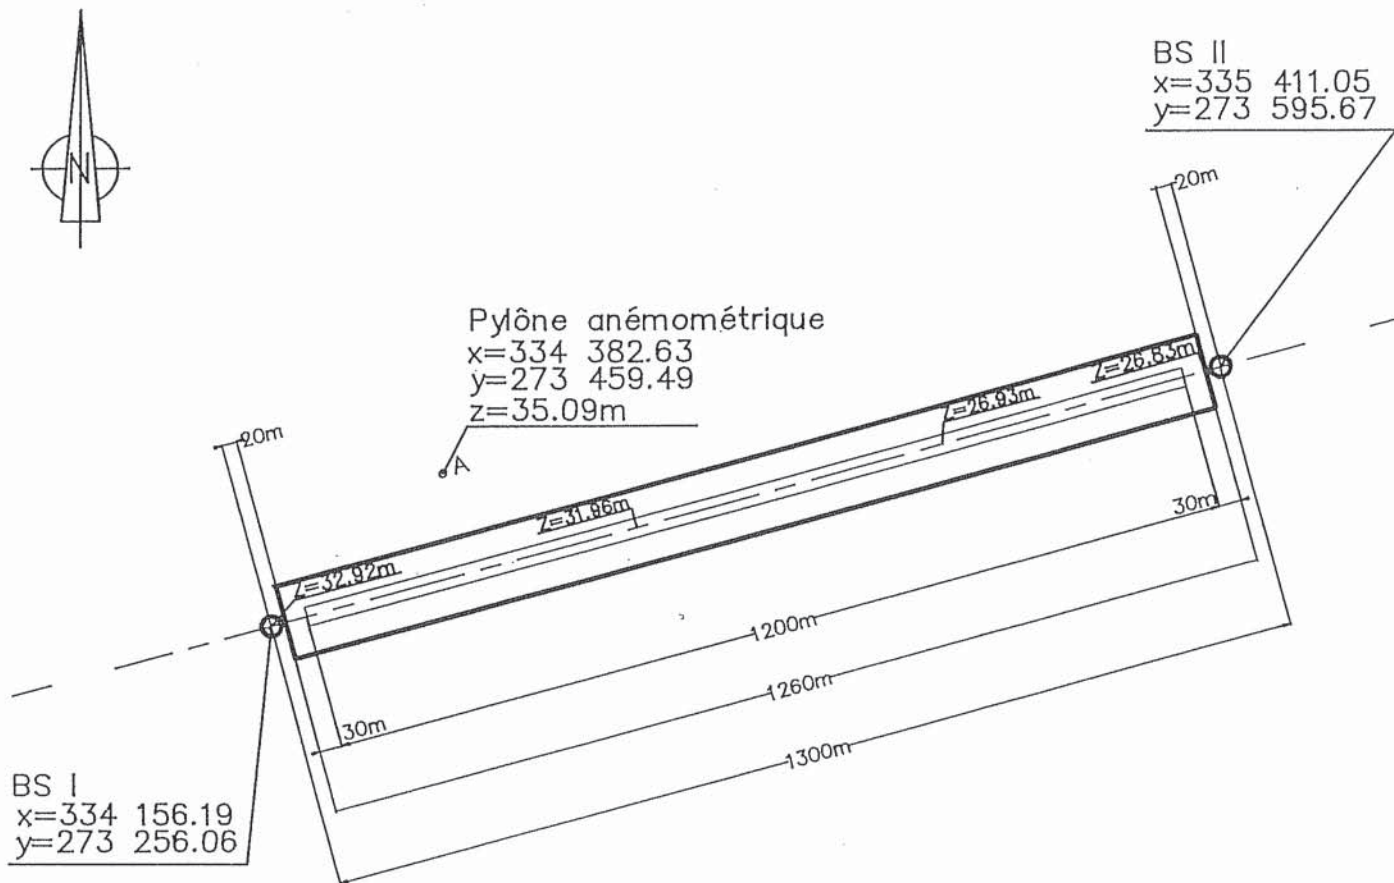 N
BS II
x=335 411.05
y=273 595.67
20m
Pylône anémométrique
x=334 382.63
y=273 459.49
z=35.09m
A
Z=26.83m
Z=26.93m
20m
Z=31.96m
30m
Z=32.92m
1200m
1260m
30m
1300m
BS I
x=334 156.19
y=273 256.06